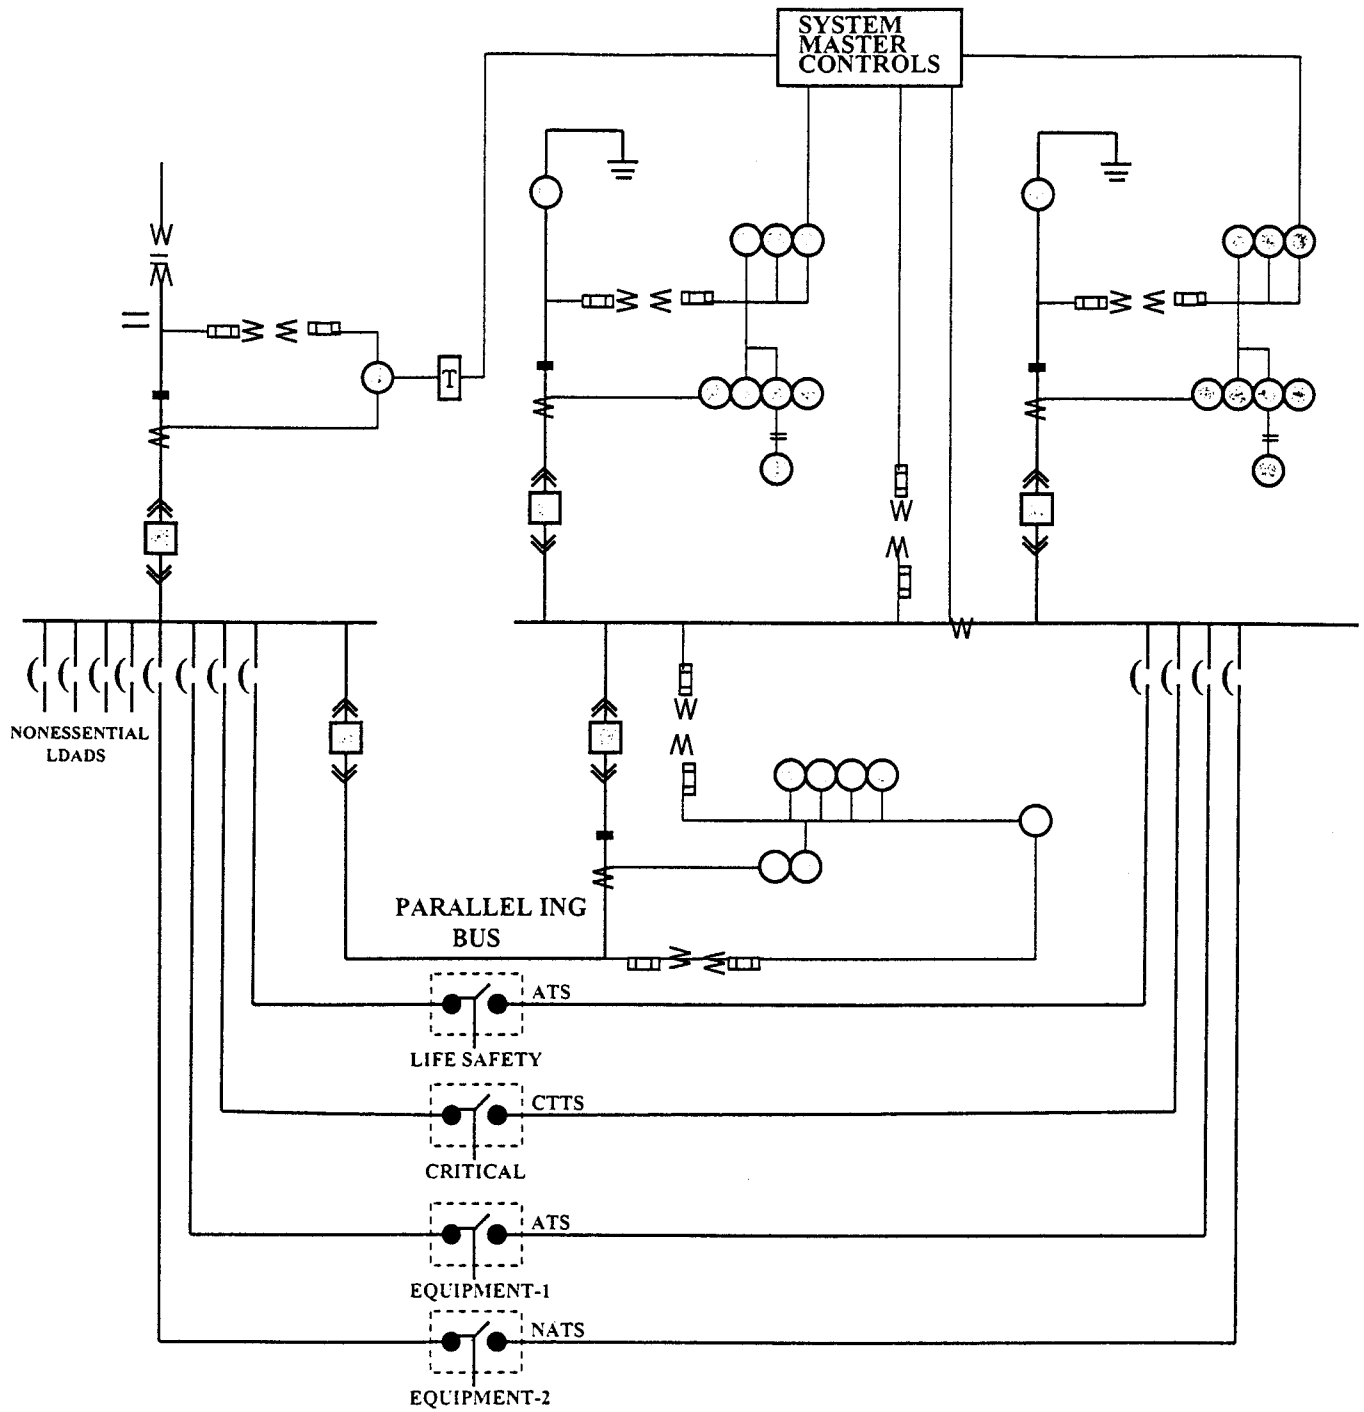 SYSTEM
MASTER
CONTROLS
T
NONESSENTIAL
LDADS
PARALLEL ING
BUS
ATS
LIFE SAFETY
CTTS
CRITICAL
ATS
EQUIPMENT-1
NATS
EQUIPMENT-2